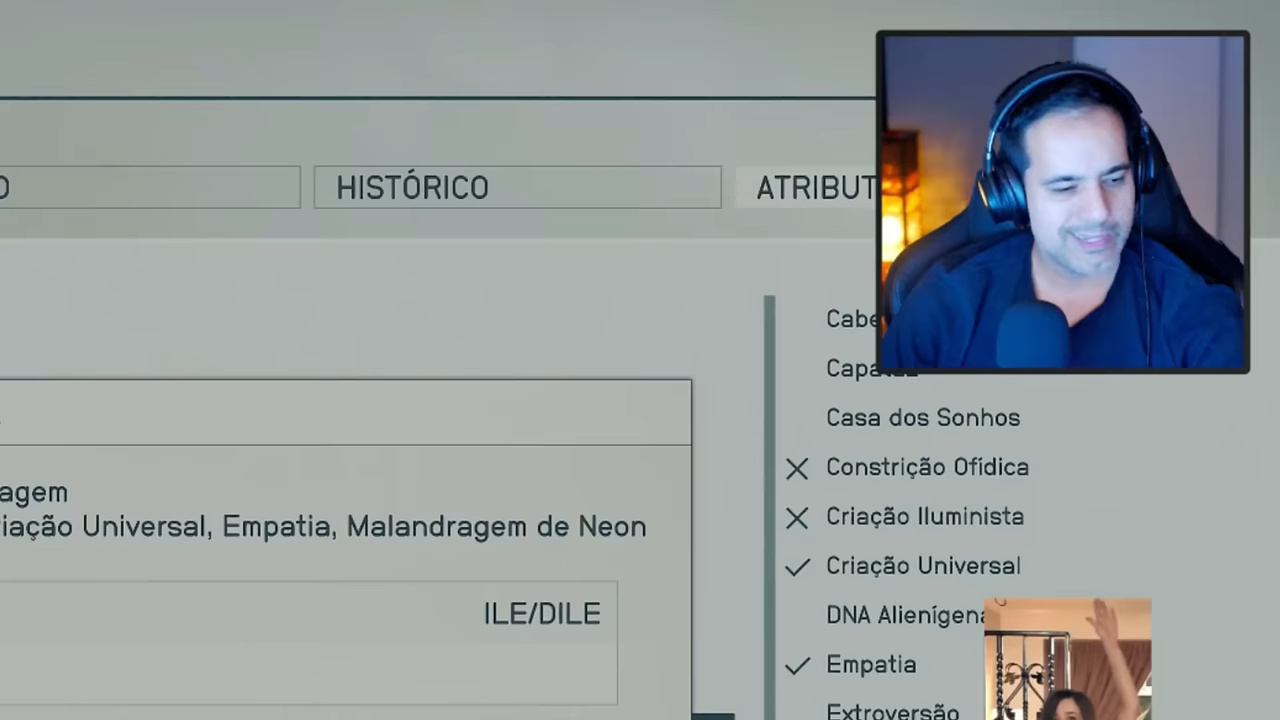 HISTÓRICO
ATRIBUT
Casa dos Sonhos
Constrição Ofídica
agem
Criação Iluminista
iação Universal, Empatia, Malandragem de Neon
Criação Universal
ILE/DILE
DNA Alienígena
Empatia
Extroversão